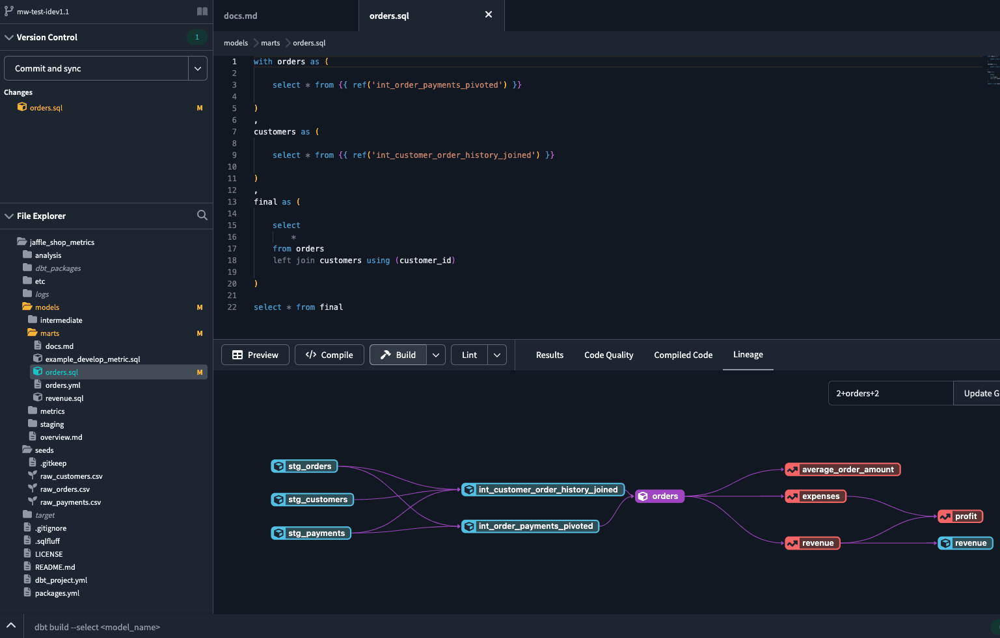 mw-test-idev1.1
Version Control
1
Commit and sync
Changes
orders.sql M
File Explorer
jaffle_shop_metrics
analysis
dbt_packages
etc
logs
models M
intermediate
marts M
docs.md
example_develop_metric.sql
orders.sql M
orders.yml
revenue.sql
metrics
staging
overview.md
seeds
.gitkeep
raw_customers.csv
raw_orders.csv
raw_payments.csv
target
.gitignore
.sqlfluff
LICENSE
README.md
dbt_project.yml
packages.yml
docs.md
orders.sql
models marts orders.sql
1 with orders as (
2
3 select * from {{ ref('int_order_payments_pivoted') }}
4
5 )
6 ,
7 customers as (
8
9 select * from {{ ref('int_customer_order_history_joined') }}
10
11 )
12 ,
13 final as (
14
15 select
16 *
17 from orders
18 left join customers using (customer_id)
19
20 )
21
22 select * from final
Preview
</> Compile
Build
Lint
Results
Code Quality
Compiled Code
Lineage
2+orders+2
Update G
stg_orders
stg_customers
stg_payments
int_customer_order_history_joined
int_order_payments_pivoted
orders
average_order_amount
expenses
revenue
profit
revenue
dbt build --select <model_name>